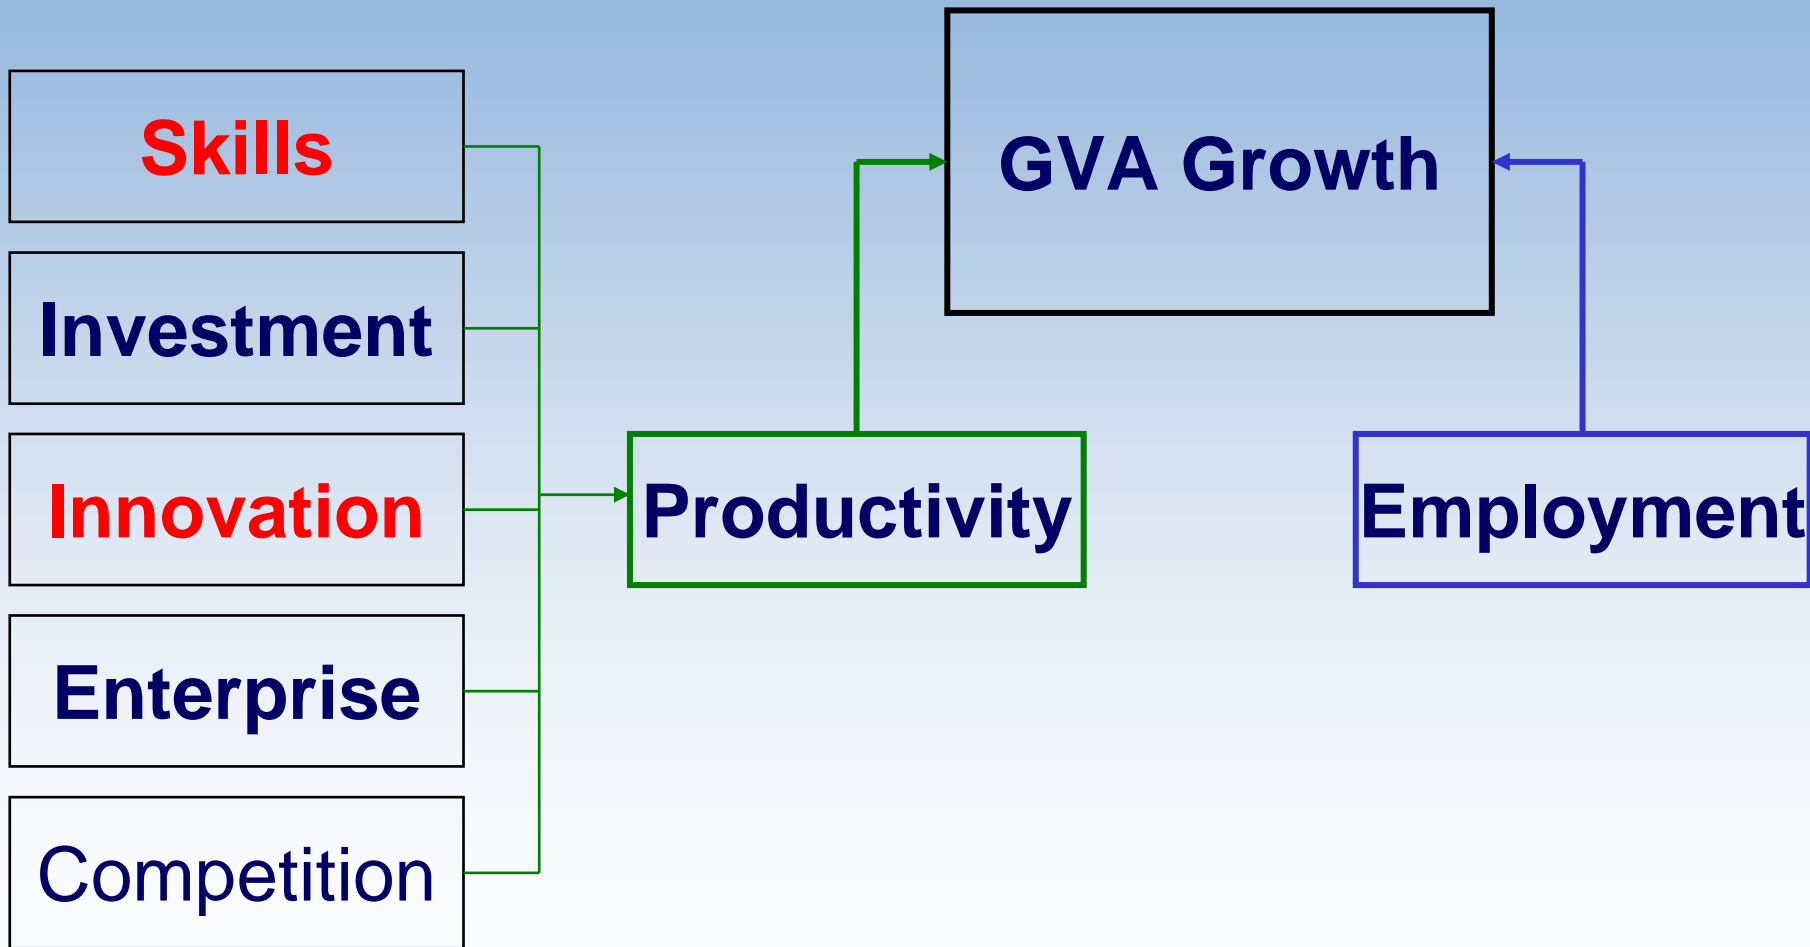 Skills
Investment
Innovation
Enterprise
Competition
GVA Growth
Productivity
Employment